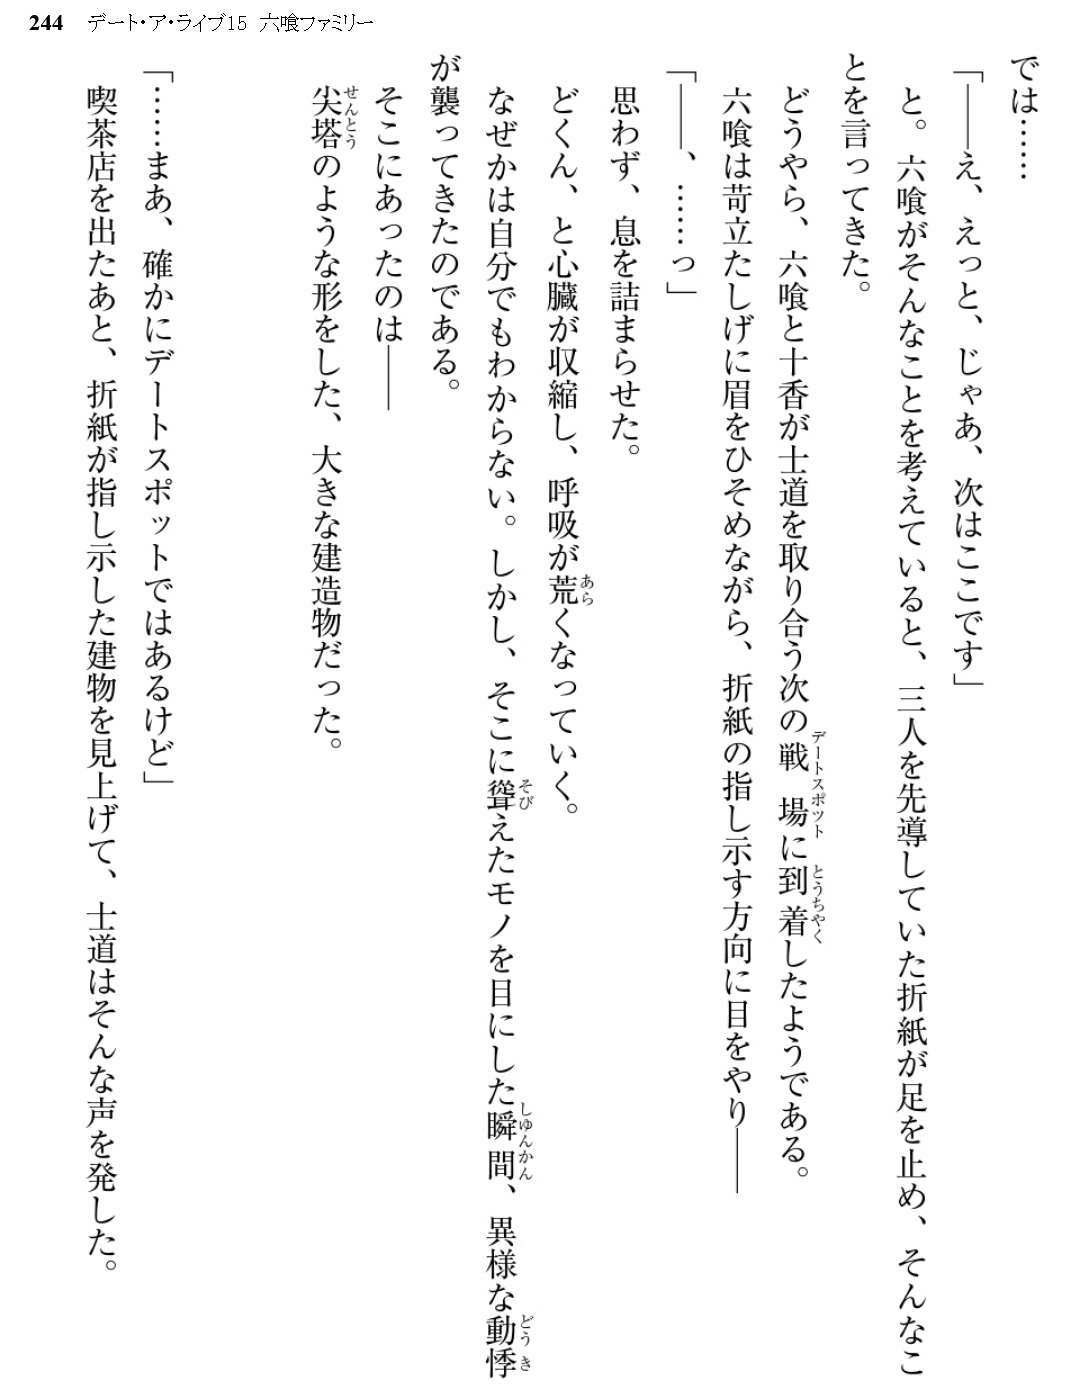 244 デート・ア・ライブ15 六喰ファミリー
では……
「――え、えっと、じゃあ、次はここです」
と。六喰がそんなことを考えていると、三人を先導していた折紙が足を止め、そんなこ
とを言ってきた。
どうやら、六喰と十香が士道を取り合う次の戦場に到着したようである。
デートスポット とうちやく
六喰は苛立たしげに眉をひそめながら、折紙の指し示す方向に目をやり――
「――、……っ」
思わず、息を詰まらせた。
どくん、と心臓が収縮し、呼吸が荒くなっていく。
あら
なぜかは自分でもわからない。しかし、そこに聳えたモノを目にした瞬間、異様な動悸
そび しゆんかん どうき
が襲ってきたのである。
そこにあったのは――
尖塔のような形をした、大きな建造物だった。
せんとう
「……まあ、確かにデートスポットではあるけど」
喫茶店を出たあと、折紙が指し示した建物を見上げて、士道はそんな声を発した。